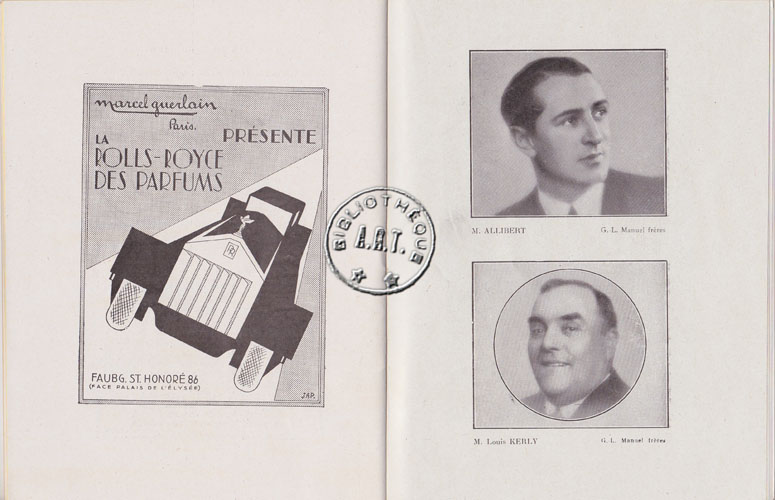 marcel guerlain
Paris.
LA
PRÉSENTE
ROLLS-ROYCE
DES PARFUMS
RR
FAUBG. ST. HONORÉ 86
(FACE PALAIS DE L'ÉLYSÉE)
JAP.
BIBLIOTHÈQUE
A.R.T.
M. ALLIBERT G. L. Manuel frères
M. Louis KERLY G. L. Manuel frères